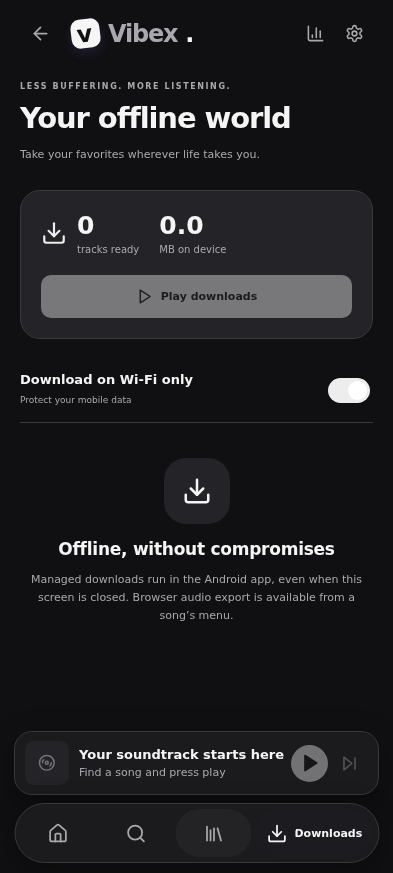 v Vibex .
LESS BUFFERING. MORE LISTENING.
Your offline world
Take your favorites wherever life takes you.
0 0.0
tracks ready MB on device
Play downloads
Download on Wi-Fi only
Protect your mobile data
Offline, without compromises
Managed downloads run in the Android app, even when this
screen is closed. Browser audio export is available from a
song’s menu.
Your soundtrack starts here
Find a song and press play
Downloads